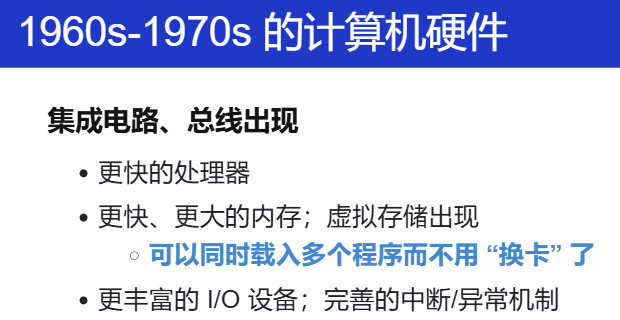 1960s-1970s 的计算机硬件
集成电路、总线出现
• 更快的处理器
• 更快、更大的内存；虚拟存储出现
○ 可以同时载入多个程序而不用 “换卡” 了
• 更丰富的 I/O 设备；完善的中断/异常机制